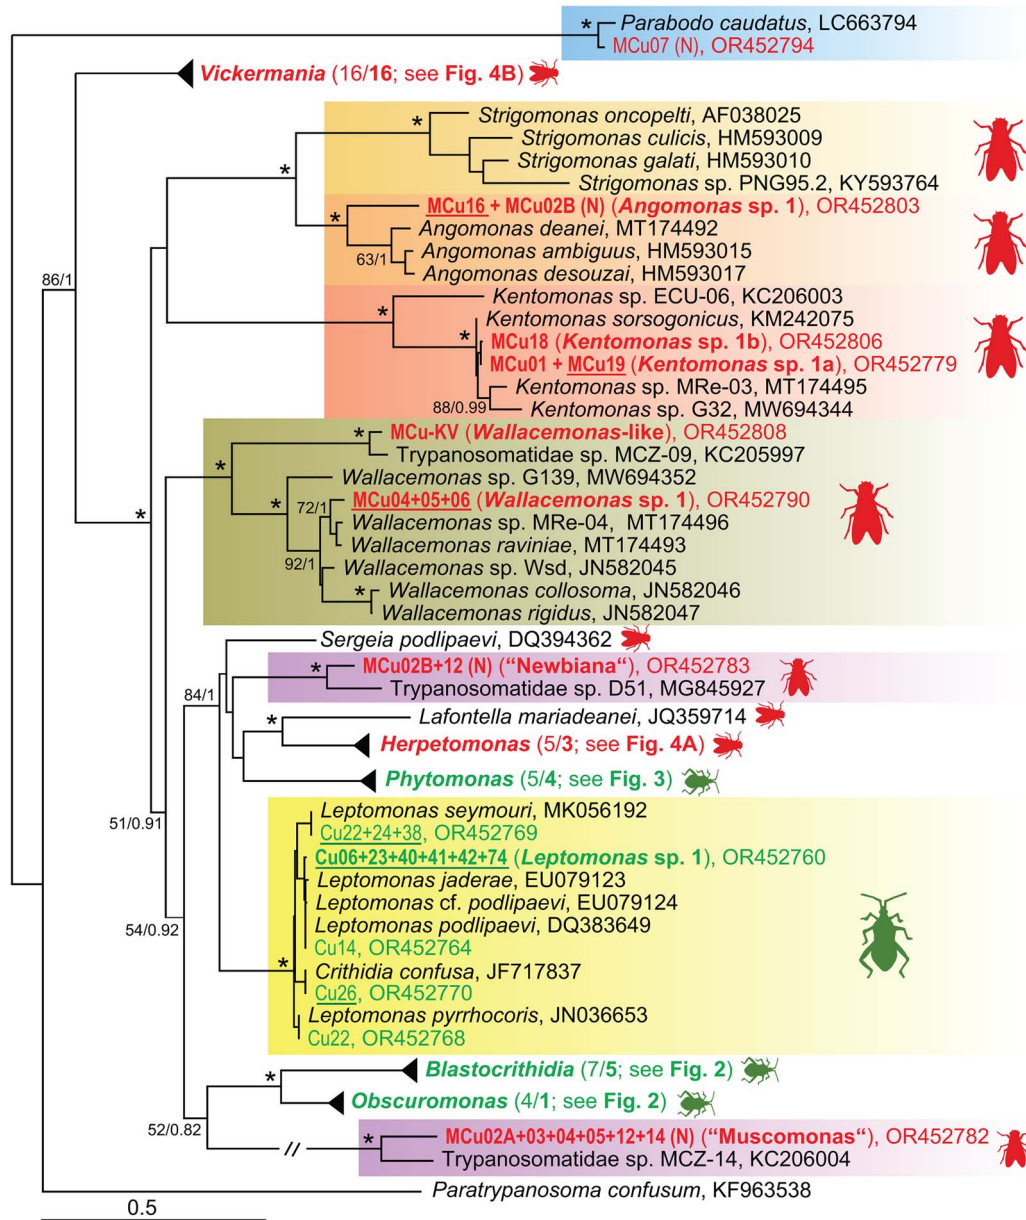 * Parabodo caudatus, LC663794
MCu07 (N), OR452794
Vickermania (16/16; see Fig. 4B)
* Strigomonas oncopelti, AF038025
Strigomonas culicis, HM593009
* Strigomonas galati, HM593010
Strigomonas sp. PNG95.2, KY593764
* MCu16 + MCu02B (N) (Angomonas sp. 1), OR452803
Angomonas deanei, MT174492
63/1 Angomonas ambiguus, HM593015
86/1 Angomonas desouzai, HM593017
Kentomonas sp. ECU-06, KC206003
* Kentomonas sorsogonicus, KM242075
* MCu18 (Kentomonas sp. 1b), OR452806
MCu01 + MCu19 (Kentomonas sp. 1a), OR452779
Kentomonas sp. MRe-03, MT174495
88/0.99 Kentomonas sp. G32, MW694344
* MCu-KV (Wallacemonas-like), OR452808
Trypanosomatidae sp. MCZ-09, KC205997
* Wallacemonas sp. G139, MW694352
72/1 MCu04+05+06 (Wallacemonas sp. 1), OR452790
* * Wallacemonas sp. MRe-04, MT174496
Wallacemonas raviniae, MT174493
92/1 Wallacemonas sp. Wsd, JN582045
* Wallacemonas collosoma, JN582046
Wallacemonas rigidus, JN582047
Sergeia podlipaevi, DQ394362
* MCu02B+12 (N) (“Newbiana“), OR452783
84/1 Trypanosomatidae sp. D51, MG845927
* Lafontella mariadeanei, JQ359714
Herpetomonas (5/3; see Fig. 4A)
Phytomonas (5/4; see Fig. 3)
Leptomonas seymouri, MK056192
51/0.91 Cu22+24+38, OR452769
Cu06+23+40+41+42+74 (Leptomonas sp. 1), OR452760
Leptomonas jaderae, EU079123
Leptomonas cf. podlipaevi, EU079124
54/0.92 Leptomonas podlipaevi, DQ383649
Cu14, OR452764
* Crithidia confusa, JF717837
Cu26, OR452770
Leptomonas pyrrhocoris, JN036653
Cu22, OR452768
* Blastocrithidia (7/5; see Fig. 2)
Obscuromonas (4/1; see Fig. 2)
52/0.82 * MCu02A+03+04+05+12+14 (N) (“Muscomonas“), OR452782
// Trypanosomatidae sp. MCZ-14, KC206004
Paratrypanosoma confusum, KF963538
0.5